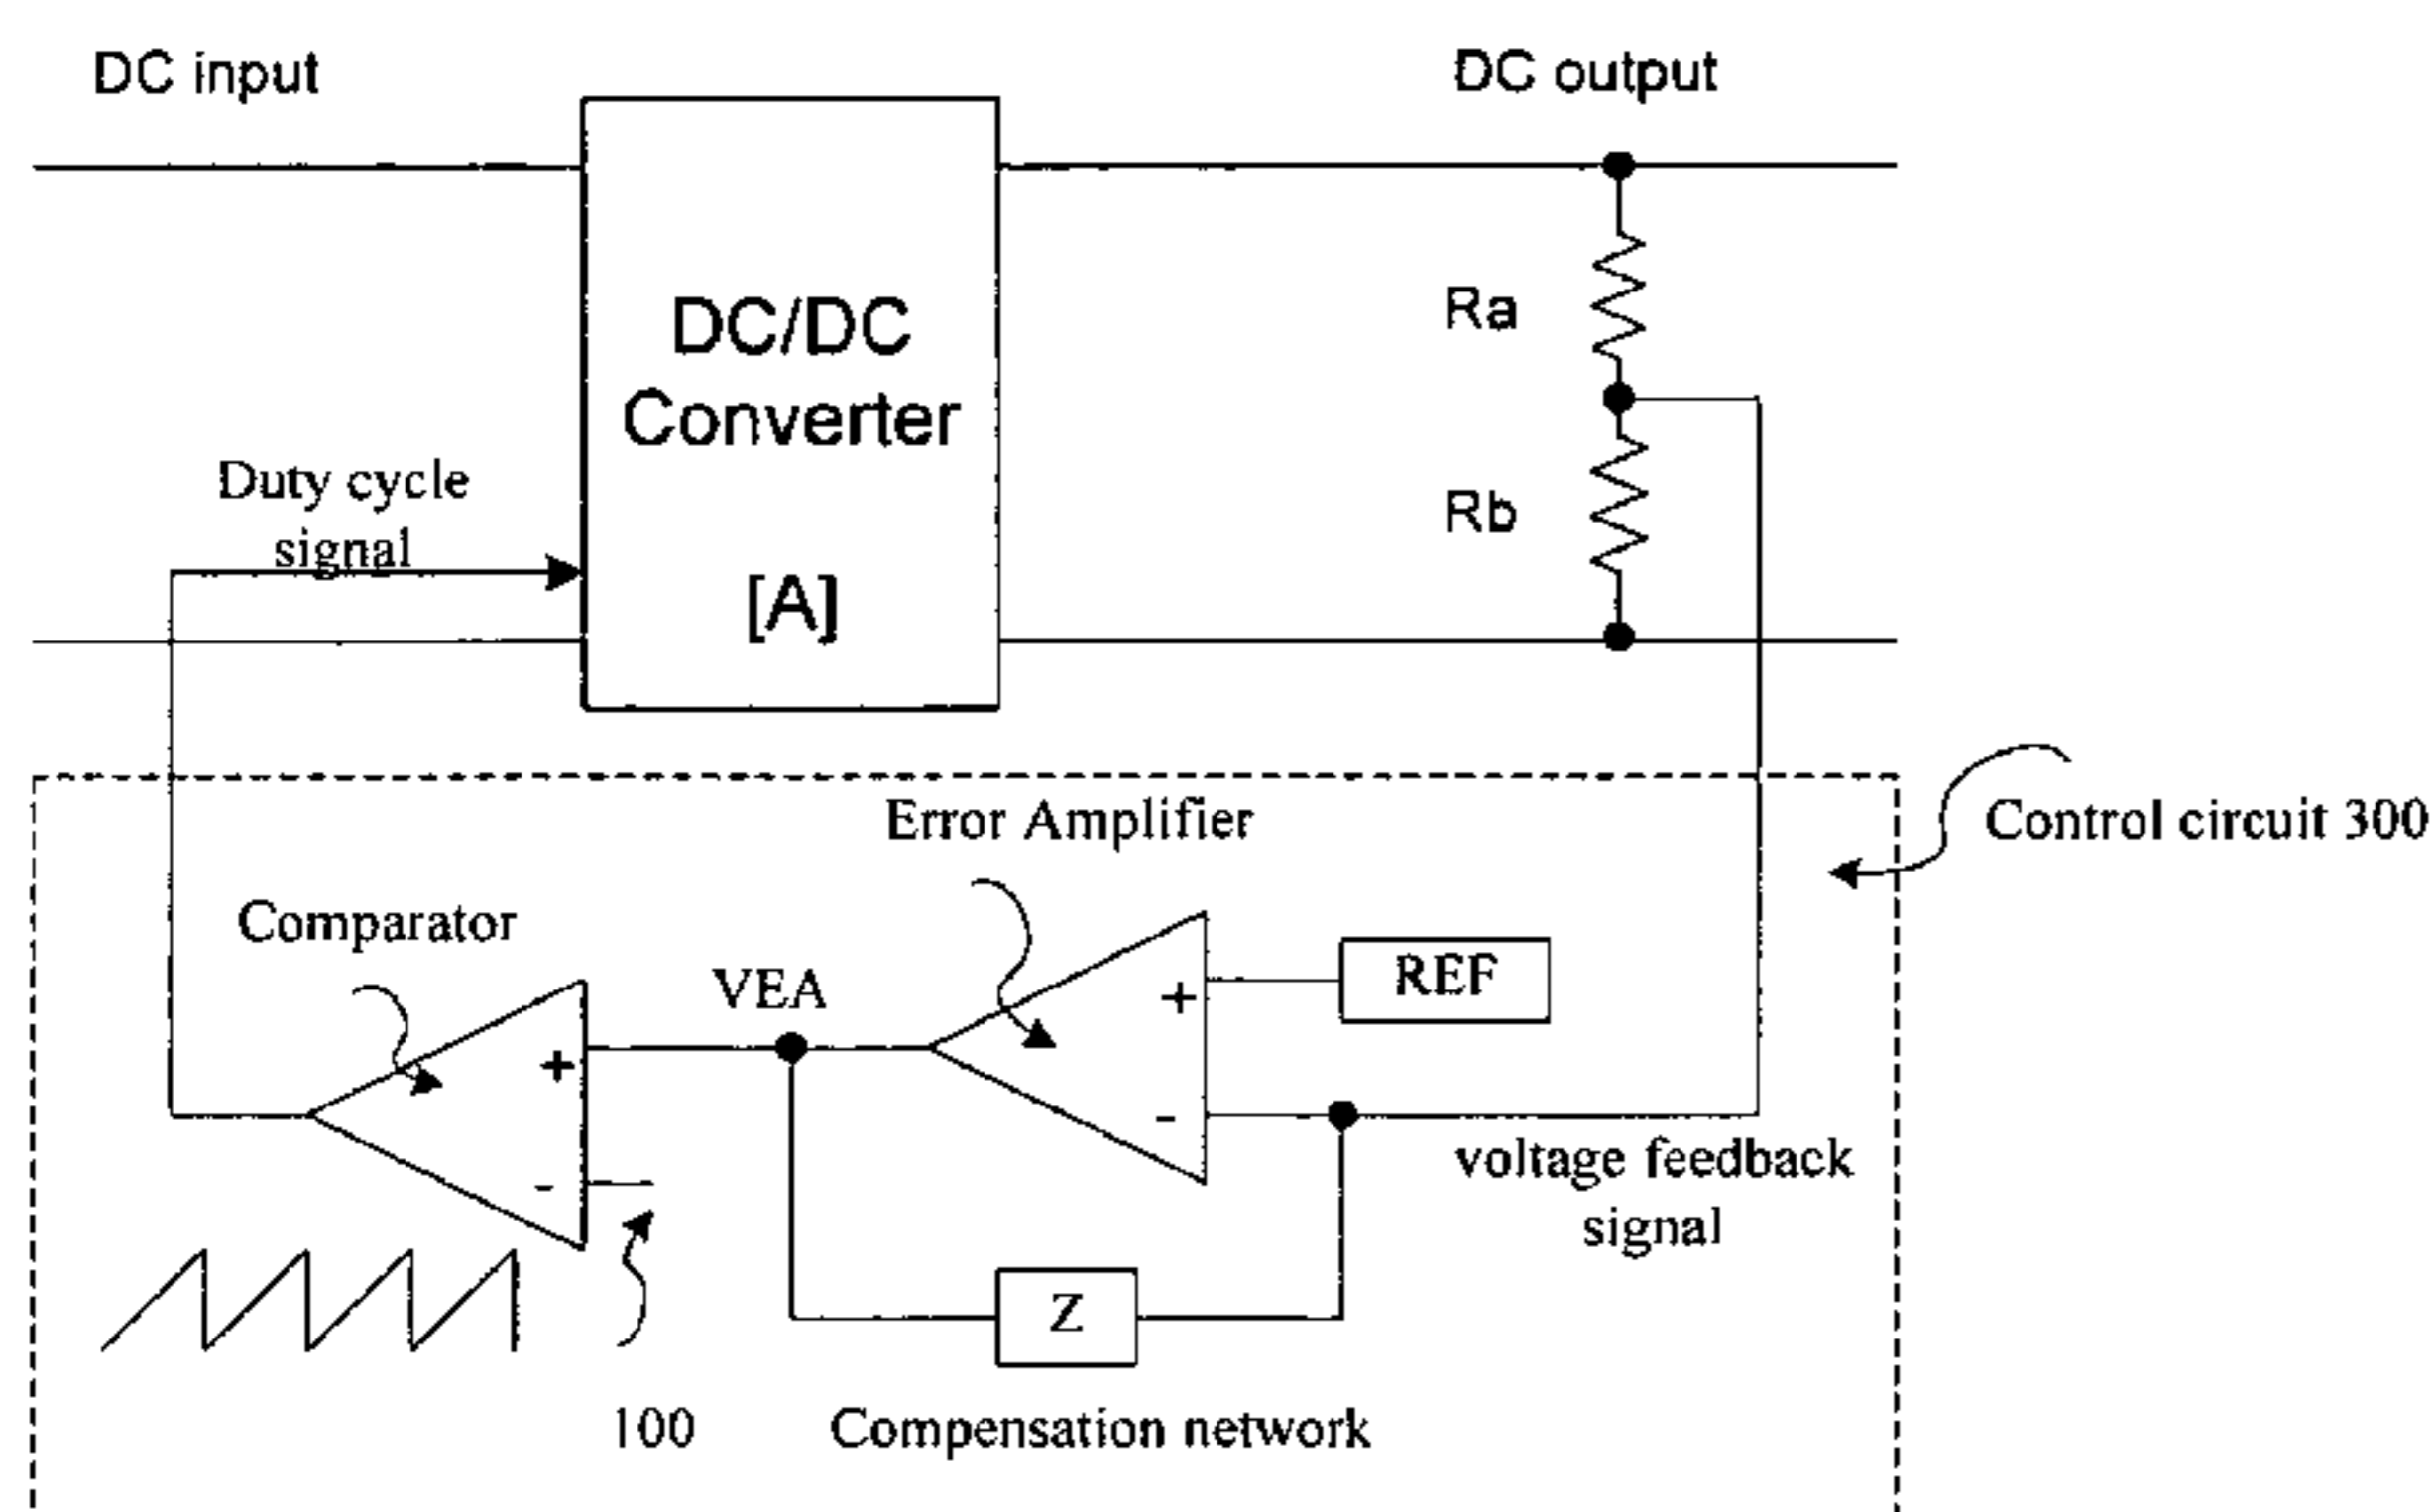 DC input
DC output
DC/DC
Converter
[A]
Ra
Rb
Duty cycle
signal
Control circuit 300
Error Amplifier
Comparator
VEA
REF
+
-
+
-
voltage feedback
signal
Z
100
Compensation network